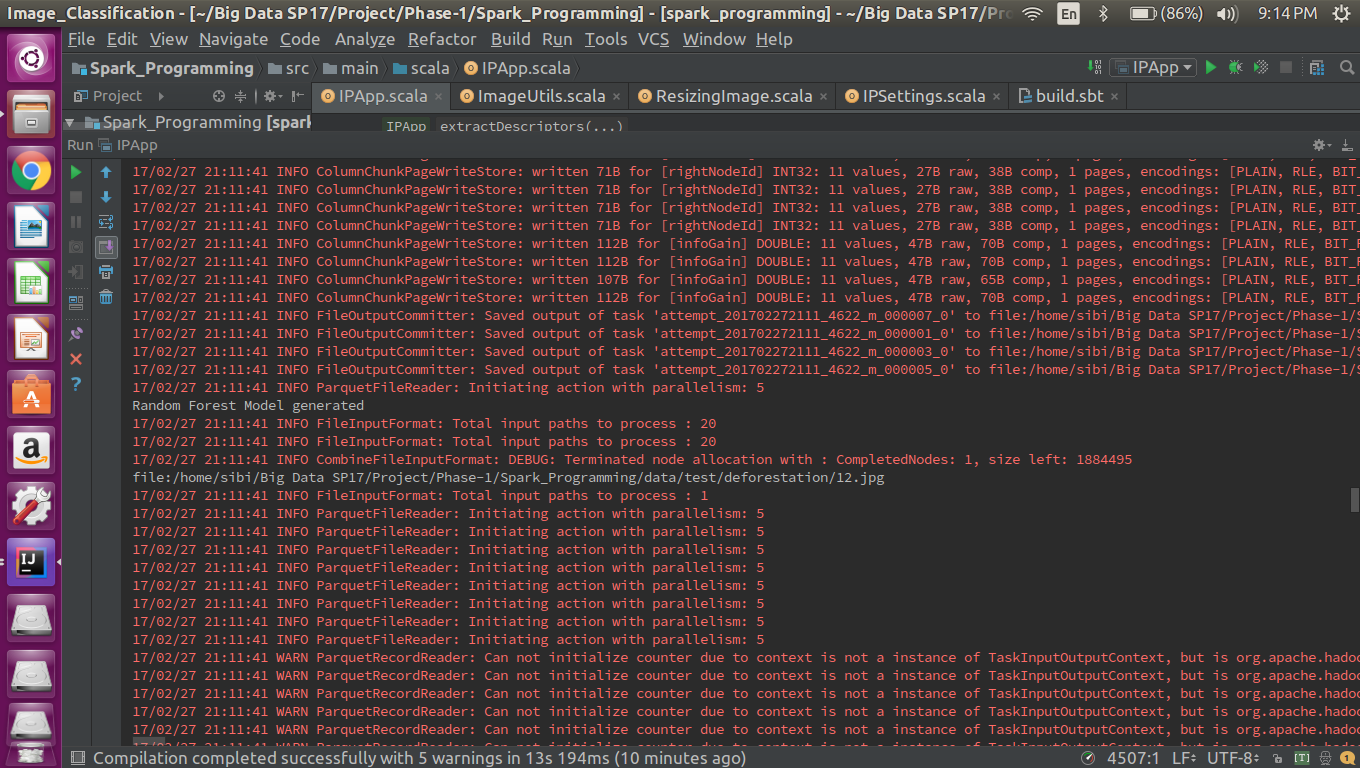 Image_Classification - [~/Big Data SP17/Project/Phase-1/Spark_Programming] - [spark_programming] - ~/Big Data SP17/Pro
En
(86%)
9:14 PM
File Edit View Navigate Code Analyze Refactor Build Run Tools VCS Window Help
Spark_Programming src main scala IPApp.scala
IPApp
Project
IPApp.scala ImageUtils.scala ResizingImage.scala IPSettings.scala build.sbt
Spark_Programming [spark
IPApp extractDescriptors(...)
Run IPApp
17/02/27 21:11:41 INFO ColumnChunkPageWriteStore: written 71B for [rightNodeId] INT32: 11 values, 27B raw, 38B comp, 1 pages, encodings: [PLAIN, RLE, BIT_
17/02/27 21:11:41 INFO ColumnChunkPageWriteStore: written 71B for [rightNodeId] INT32: 11 values, 27B raw, 38B comp, 1 pages, encodings: [PLAIN, RLE, BIT_
17/02/27 21:11:41 INFO ColumnChunkPageWriteStore: written 71B for [rightNodeId] INT32: 11 values, 27B raw, 38B comp, 1 pages, encodings: [PLAIN, RLE, BIT_
17/02/27 21:11:41 INFO ColumnChunkPageWriteStore: written 71B for [rightNodeId] INT32: 11 values, 27B raw, 38B comp, 1 pages, encodings: [PLAIN, RLE, BIT_
17/02/27 21:11:41 INFO ColumnChunkPageWriteStore: written 112B for [infoGain] DOUBLE: 11 values, 47B raw, 70B comp, 1 pages, encodings: [PLAIN, RLE, BIT_P
17/02/27 21:11:41 INFO ColumnChunkPageWriteStore: written 112B for [infoGain] DOUBLE: 11 values, 47B raw, 70B comp, 1 pages, encodings: [PLAIN, RLE, BIT_P
17/02/27 21:11:41 INFO ColumnChunkPageWriteStore: written 107B for [infoGain] DOUBLE: 11 values, 47B raw, 65B comp, 1 pages, encodings: [PLAIN, RLE, BIT_P
17/02/27 21:11:41 INFO ColumnChunkPageWriteStore: written 112B for [infoGain] DOUBLE: 11 values, 47B raw, 70B comp, 1 pages, encodings: [PLAIN, RLE, BIT_P
17/02/27 21:11:41 INFO FileOutputCommitter: Saved output of task 'attempt_201702272111_4622_m_000007_0' to file:/home/sibi/Big Data SP17/Project/Phase-1/S
17/02/27 21:11:41 INFO FileOutputCommitter: Saved output of task 'attempt_201702272111_4622_m_000001_0' to file:/home/sibi/Big Data SP17/Project/Phase-1/S
17/02/27 21:11:41 INFO FileOutputCommitter: Saved output of task 'attempt_201702272111_4622_m_000003_0' to file:/home/sibi/Big Data SP17/Project/Phase-1/S
17/02/27 21:11:41 INFO FileOutputCommitter: Saved output of task 'attempt_201702272111_4622_m_000005_0' to file:/home/sibi/Big Data SP17/Project/Phase-1/S
17/02/27 21:11:41 INFO ParquetFileReader: Initiating action with parallelism: 5
Random Forest Model generated
17/02/27 21:11:41 INFO FileInputFormat: Total input paths to process : 20
17/02/27 21:11:41 INFO FileInputFormat: Total input paths to process : 20
17/02/27 21:11:41 INFO CombineFileInputFormat: DEBUG: Terminated node allocation with : CompletedNodes: 1, size left: 1884495
file:/home/sibi/Big Data SP17/Project/Phase-1/Spark_Programming/data/test/deforestation/12.jpg
17/02/27 21:11:41 INFO FileInputFormat: Total input paths to process : 1
17/02/27 21:11:41 INFO ParquetFileReader: Initiating action with parallelism: 5
17/02/27 21:11:41 INFO ParquetFileReader: Initiating action with parallelism: 5
17/02/27 21:11:41 INFO ParquetFileReader: Initiating action with parallelism: 5
17/02/27 21:11:41 INFO ParquetFileReader: Initiating action with parallelism: 5
17/02/27 21:11:41 INFO ParquetFileReader: Initiating action with parallelism: 5
17/02/27 21:11:41 INFO ParquetFileReader: Initiating action with parallelism: 5
17/02/27 21:11:41 INFO ParquetFileReader: Initiating action with parallelism: 5
17/02/27 21:11:41 INFO ParquetFileReader: Initiating action with parallelism: 5
17/02/27 21:11:41 WARN ParquetRecordReader: Can not initialize counter due to context is not a instance of TaskInputOutputContext, but is org.apache.hadoo
17/02/27 21:11:41 WARN ParquetRecordReader: Can not initialize counter due to context is not a instance of TaskInputOutputContext, but is org.apache.hadoo
17/02/27 21:11:41 WARN ParquetRecordReader: Can not initialize counter due to context is not a instance of TaskInputOutputContext, but is org.apache.hadoo
17/02/27 21:11:41 WARN ParquetRecordReader: Can not initialize counter due to context is not a instance of TaskInputOutputContext, but is org.apache.hadoo
17/02/27 21:11:41 WARN ParquetRecordReader: Can not initialize counter due to context is not a instance of TaskInputOutputContext, but is org.apache.hadoo
Compilation completed successfully with 5 warnings in 13s 194ms (10 minutes ago)
4507:1 LF UTF-8 [T] 1